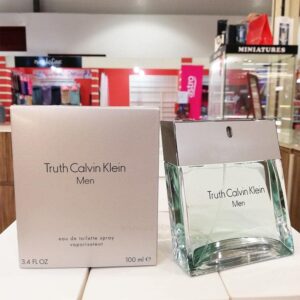 MINIATURES
Truth Calvin Klein
Men
eau de toilette spray
vaporisateur
3.4 FL.OZ
100 ml ℮
Truth Calvin Klein
Men